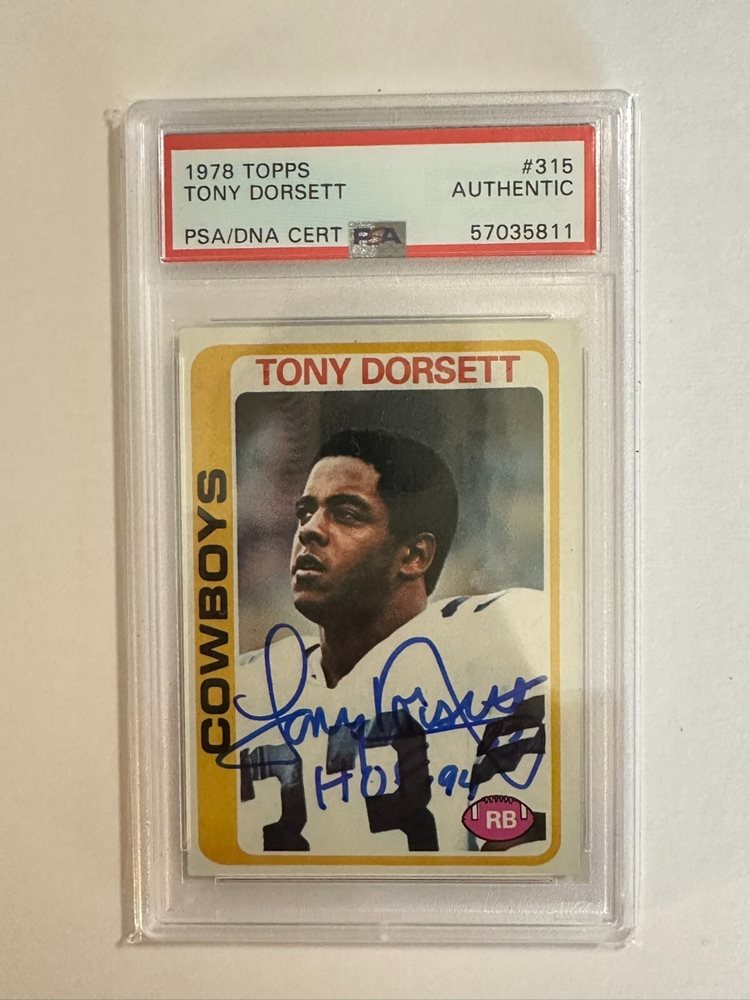 1978 TOPPS #315
TONY DORSETT AUTHENTIC
PSA/DNA CERT PSA 57035811
TONY DORSETT
COWBOYS
Tony Dorsett
HOF 94
33
RB